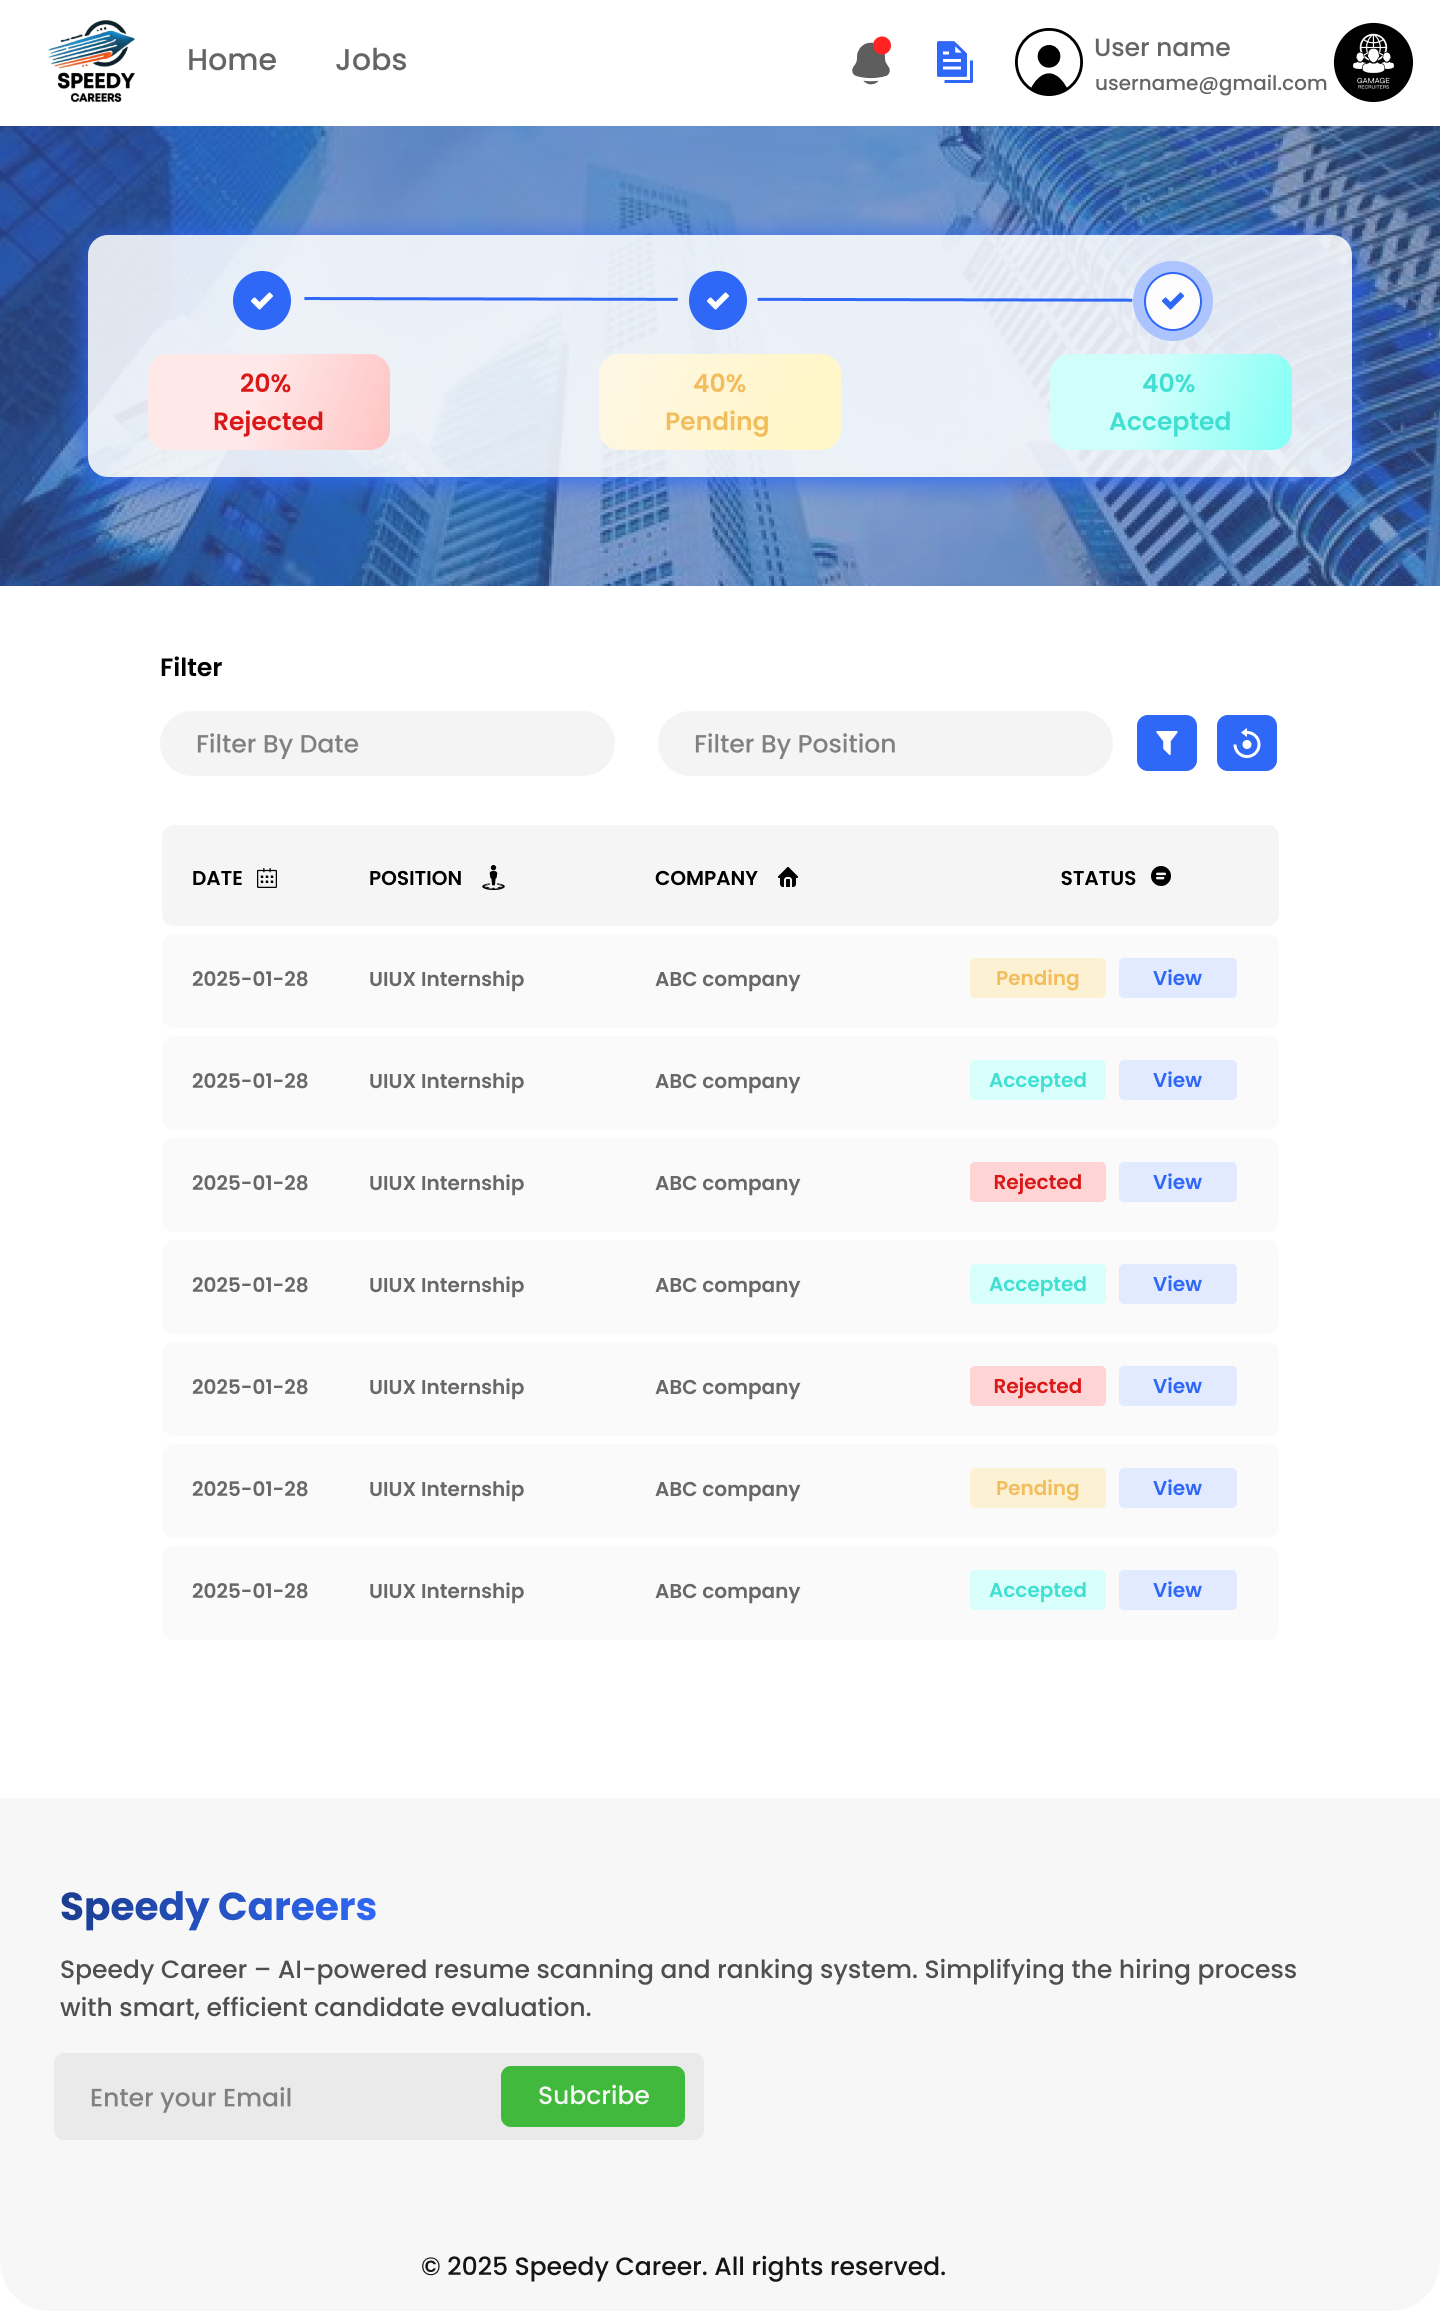 SPEEDY
CAREERS
Home
Jobs
User name
username@gmail.com
GAMAGE
RECRUITERS
20%
Rejected
40%
Pending
40%
Accepted
Filter
Filter By Date
Filter By Position
DATE
POSITION
COMPANY
STATUS
2025-01-28 UIUX Internship ABC company Pending View
2025-01-28 UIUX Internship ABC company Accepted View
2025-01-28 UIUX Internship ABC company Rejected View
2025-01-28 UIUX Internship ABC company Accepted View
2025-01-28 UIUX Internship ABC company Rejected View
2025-01-28 UIUX Internship ABC company Pending View
2025-01-28 UIUX Internship ABC company Accepted View
Speedy Careers
Speedy Career – AI-powered resume scanning and ranking system. Simplifying the hiring process
with smart, efficient candidate evaluation.
Enter your Email
Subcribe
© 2025 Speedy Career. All rights reserved.